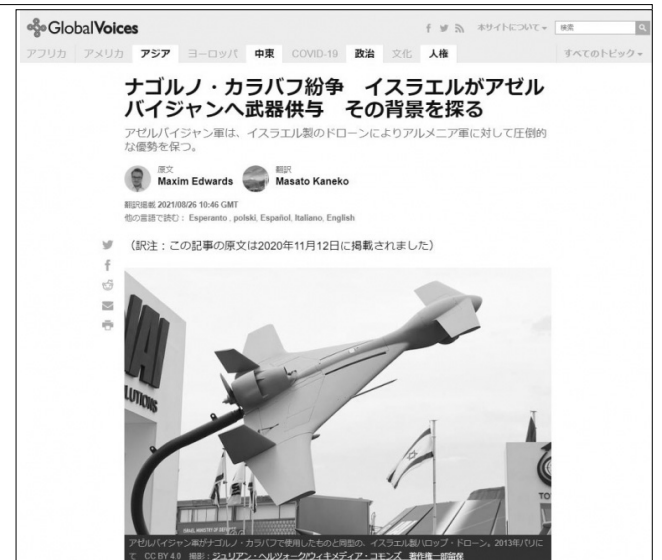 GlobalVoices
本サイトについて
検索
アフリカ アメリカ アジア ヨーロッパ 中東 COVID-19 政治 文化 人権 すべてのトピック
ナゴルノ・カラバフ紛争 イスラエルがアゼル
バイジャンへ武器供与 その背景を探る
アゼルバイジャン軍は、イスラエル製のドローンによりアルメニア軍に対して圧倒的
な優勢を保つ。
原文
Maxim Edwards
翻訳
Masato Kaneko
翻訳掲載 2021/08/26 10:46 GMT
他の言語で読む: Esperanto, polski, Español, Italiano, English
(訳注：この記事の原文は2020年11月12日に掲載されました)
IAI
LUTIONS
ISRAEL MINISTRY OF DEFENSE
TO
アゼルバイジャン軍がナゴルノ・カラバフで使用したものと同型の、イスラエル製ハロップ・ドローン。2013年パリに
て CC BY 4.0 撮影：ジュリアン・ヘルツォーク/ウィキメディア・コモンズ 著作権一部留保